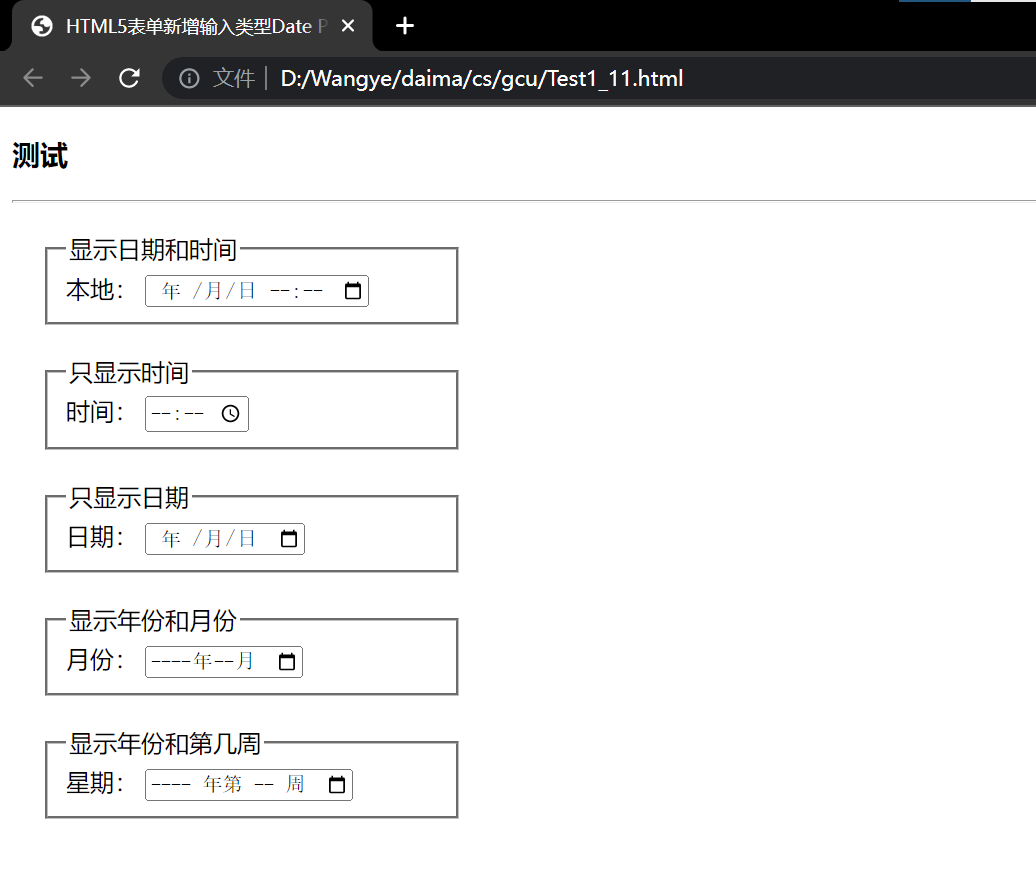 HTML5表单新增输入类型Date P
文件 | D:/Wangye/daima/cs/gcu/Test1_11.html
测试
显示日期和时间
本地： 年 /月/日 --:--
只显示时间
时间： --:--
只显示日期
日期： 年 /月/日
显示年份和月份
月份： ----年--月
显示年份和第几周
星期： ---- 年第 -- 周